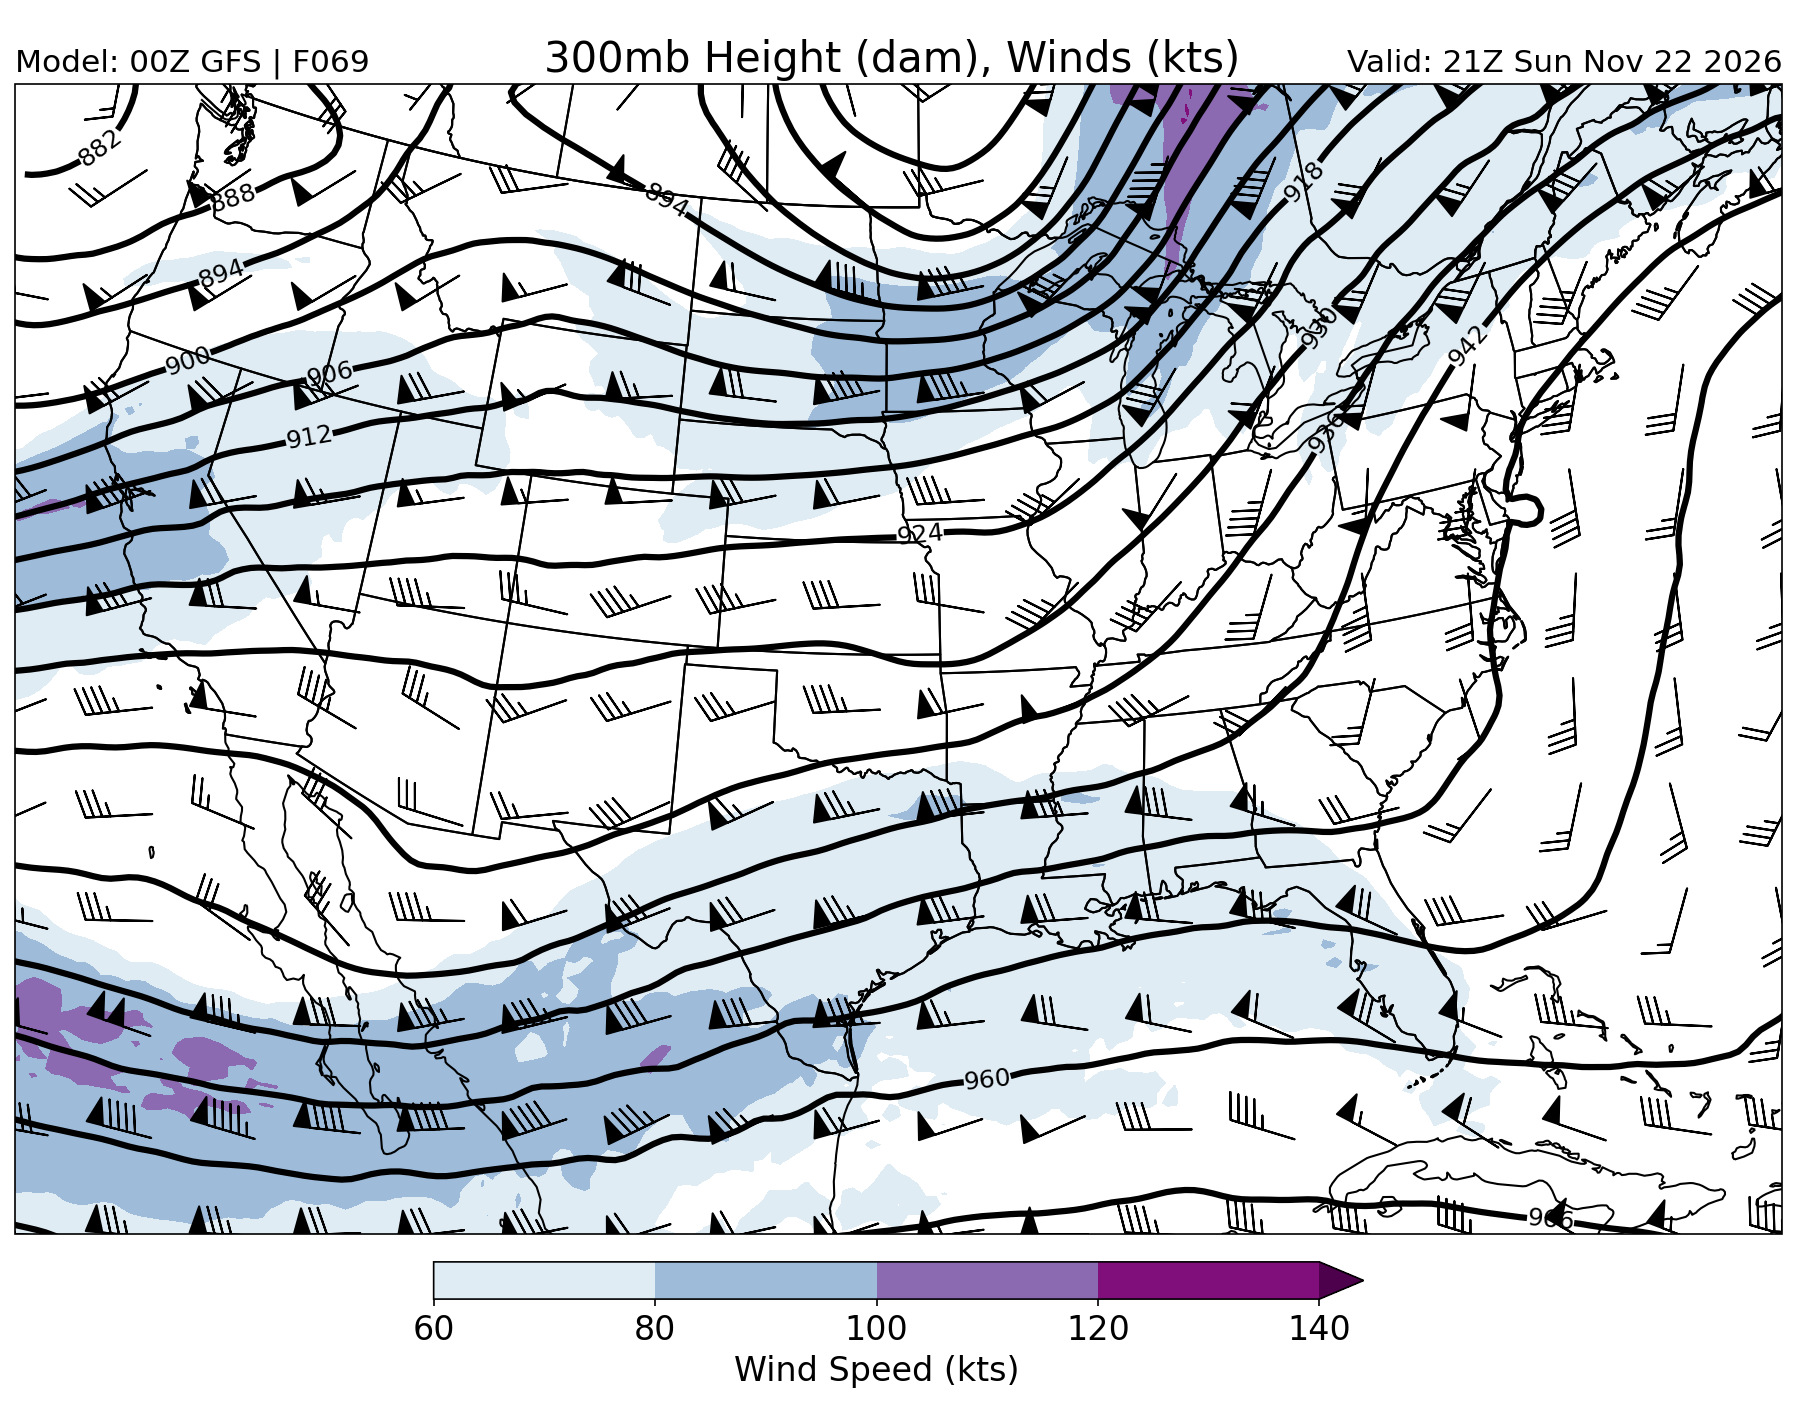 Model: 00Z GFS | F069
300mb Height (dam), Winds (kts)
Valid: 21Z Sun Nov 22 2026
882
888
894
894
900
906
912
918
924
930
936
942
960
966
60 80 100 120 140
Wind Speed (kts)